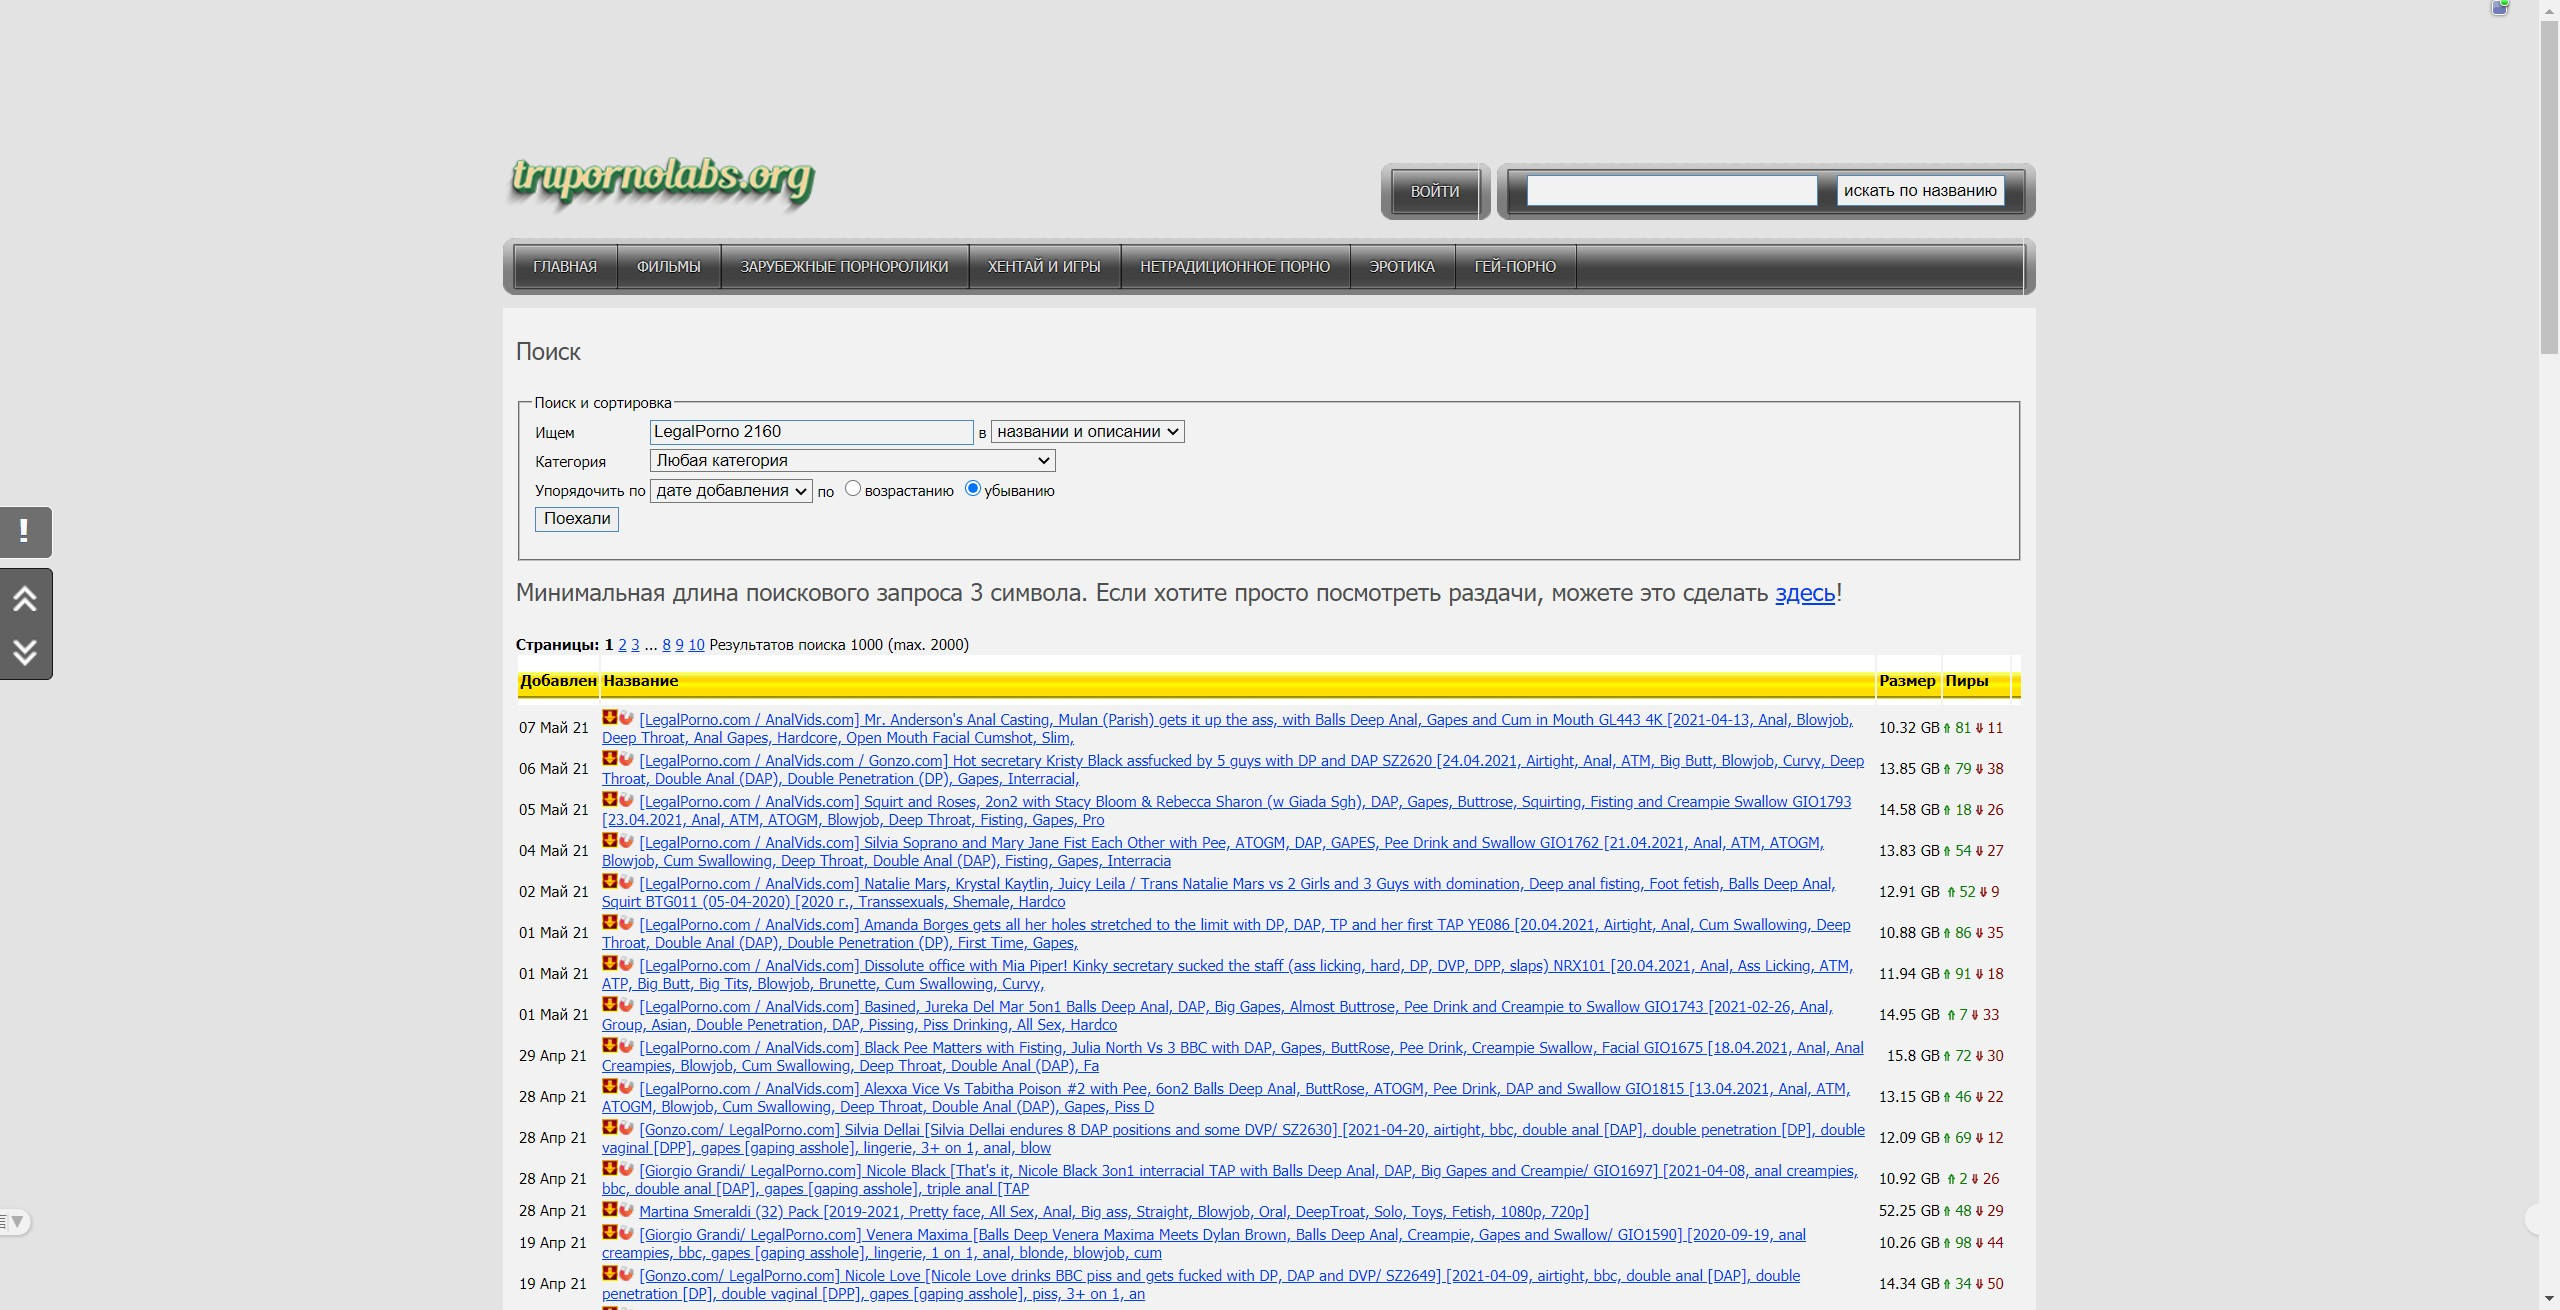 trupornolabs.org
ВОЙТИ
искать по названию
ГЛАВНАЯ ФИЛЬМЫ ЗАРУБЕЖНЫЕ ПОРНОРОЛИКИ ХЕНТАЙ И ИГРЫ НЕТРАДИЦИОННОЕ ПОРНО ЭРОТИКА ГЕЙ-ПОРНО
Поиск
Поиск и сортировка
Ищем LegalPorno 2160 в названии и описании
Категория Любая категория
Упорядочить по дате добавления по возрастанию убыванию
Поехали
!
Минимальная длина поискового запроса 3 символа. Если хотите просто посмотреть раздачи, можете это сделать здесь!
Страницы: 1 2 3 ... 8 9 10 Результатов поиска 1000 (max. 2000)
Добавлен Название Размер Пиры
07 Май 21 [LegalPorno.com / AnalVids.com] Mr. Anderson's Anal Casting, Mulan (Parish) gets it up the ass, with Balls Deep Anal, Gapes and Cum in Mouth GL443 4K [2021-04-13, Anal, Blowjob,
Deep Throat, Anal Gapes, Hardcore, Open Mouth Facial Cumshot, Slim, 10.32 GB 81 11
06 Май 21 [LegalPorno.com / AnalVids.com / Gonzo.com] Hot secretary Kristy Black assfucked by 5 guys with DP and DAP SZ2620 [24.04.2021, Airtight, Anal, ATM, Big Butt, Blowjob, Curvy, Deep
Throat, Double Anal (DAP), Double Penetration (DP), Gapes, Interracial, 13.85 GB 79 38
05 Май 21 [LegalPorno.com / AnalVids.com] Squirt and Roses, 2on2 with Stacy Bloom & Rebecca Sharon (w Giada Sgh), DAP, Gapes, Buttrose, Squirting, Fisting and Creampie Swallow GIO1793
[23.04.2021, Anal, ATM, ATOGM, Blowjob, Deep Throat, Fisting, Gapes, Pro 14.58 GB 18 26
04 Май 21 [LegalPorno.com / AnalVids.com] Silvia Soprano and Mary Jane Fist Each Other with Pee, ATOGM, DAP, GAPES, Pee Drink and Swallow GIO1762 [21.04.2021, Anal, ATM, ATOGM,
Blowjob, Cum Swallowing, Deep Throat, Double Anal (DAP), Fisting, Gapes, Interracia 13.83 GB 54 27
02 Май 21 [LegalPorno.com / AnalVids.com] Natalie Mars, Krystal Kaytlin, Juicy Leila / Trans Natalie Mars vs 2 Girls and 3 Guys with domination, Deep anal fisting, Foot fetish, Balls Deep Anal,
Squirt BTG011 (05-04-2020) [2020 г., Transsexuals, Shemale, Hardco 12.91 GB 52 9
01 Май 21 [LegalPorno.com / AnalVids.com] Amanda Borges gets all her holes stretched to the limit with DP, DAP, TP and her first TAP YE086 [20.04.2021, Airtight, Anal, Cum Swallowing, Deep
Throat, Double Anal (DAP), Double Penetration (DP), First Time, Gapes, 10.88 GB 86 35
01 Май 21 [LegalPorno.com / AnalVids.com] Dissolute office with Mia Piper! Kinky secretary sucked the staff (ass licking, hard, DP, DVP, DPP, slaps) NRX101 [20.04.2021, Anal, Ass Licking, ATM,
ATP, Big Butt, Big Tits, Blowjob, Brunette, Cum Swallowing, Curvy, 11.94 GB 91 18
01 Май 21 [LegalPorno.com / AnalVids.com] Basined, Jureka Del Mar 5on1 Balls Deep Anal, DAP, Big Gapes, Almost Buttrose, Pee Drink and Creampie to Swallow GIO1743 [2021-02-26, Anal,
Group, Asian, Double Penetration, DAP, Pissing, Piss Drinking, All Sex, Hardco 14.95 GB 7 33
29 Апр 21 [LegalPorno.com / AnalVids.com] Black Pee Matters with Fisting, Julia North Vs 3 BBC with DAP, Gapes, ButtRose, Pee Drink, Creampie Swallow, Facial GIO1675 [18.04.2021, Anal, Anal
Creampies, Blowjob, Cum Swallowing, Deep Throat, Double Anal (DAP), Fa 15.8 GB 72 30
28 Апр 21 [LegalPorno.com / AnalVids.com] Alexxa Vice Vs Tabitha Poison #2 with Pee, 6on2 Balls Deep Anal, ButtRose, ATOGM, Pee Drink, DAP and Swallow GIO1815 [13.04.2021, Anal, ATM,
ATOGM, Blowjob, Cum Swallowing, Deep Throat, Double Anal (DAP), Gapes, Piss D 13.15 GB 46 22
28 Апр 21 [Gonzo.com/ LegalPorno.com] Silvia Dellai [Silvia Dellai endures 8 DAP positions and some DVP/ SZ2630] [2021-04-20, airtight, bbc, double anal [DAP], double penetration [DP], double
vaginal [DPP], gapes [gaping asshole], lingerie, 3+ on 1, anal, blow 12.09 GB 69 12
28 Апр 21 [Giorgio Grandi/ LegalPorno.com] Nicole Black [That's it, Nicole Black 3on1 interracial TAP with Balls Deep Anal, DAP, Big Gapes and Creampie/ GIO1697] [2021-04-08, anal creampies,
bbc, double anal [DAP], gapes [gaping asshole], triple anal [TAP 10.92 GB 2 26
28 Апр 21 Martina Smeraldi (32) Pack [2019-2021, Pretty face, All Sex, Anal, Big ass, Straight, Blowjob, Oral, DeepTroat, Solo, Toys, Fetish, 1080p, 720p] 52.25 GB 48 29
19 Апр 21 [Giorgio Grandi/ LegalPorno.com] Venera Maxima [Balls Deep Venera Maxima Meets Dylan Brown, Balls Deep Anal, Creampie, Gapes and Swallow/ GIO1590] [2020-09-19, anal
creampies, bbc, gapes [gaping asshole], lingerie, 1 on 1, anal, blonde, blowjob, cum 10.26 GB 98 44
19 Апр 21 [Gonzo.com/ LegalPorno.com] Nicole Love [Nicole Love drinks BBC piss and gets fucked with DP, DAP and DVP/ SZ2649] [2021-04-09, airtight, bbc, double anal [DAP], double
penetration [DP], double vaginal [DPP], gapes [gaping asshole], piss, 3+ on 1, an 14.34 GB 34 50